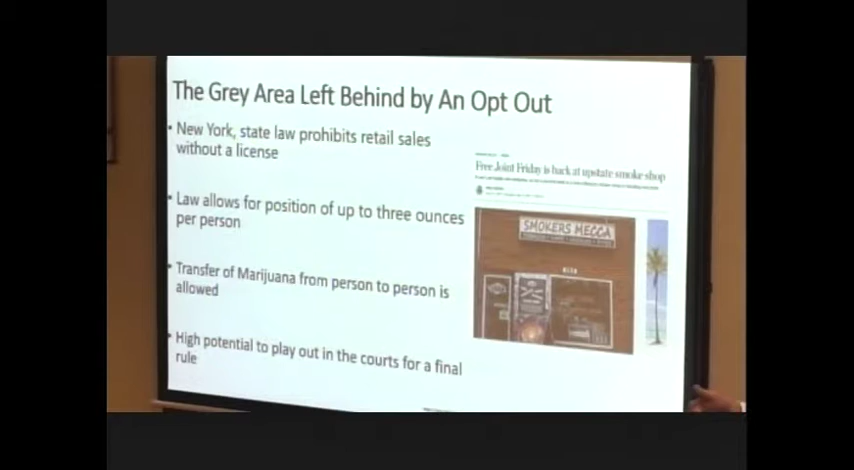 The Grey Area Left Behind by An Opt Out
• New York, state law prohibits retail sales
without a license
• Law allows for position of up to three ounces
per person
• Transfer of Marijuana from person to person is
allowed
• High potential to play out in the courts for a final
rule
Free Joint Friday is back at upstate smoke shop
SMOKERS MECCA